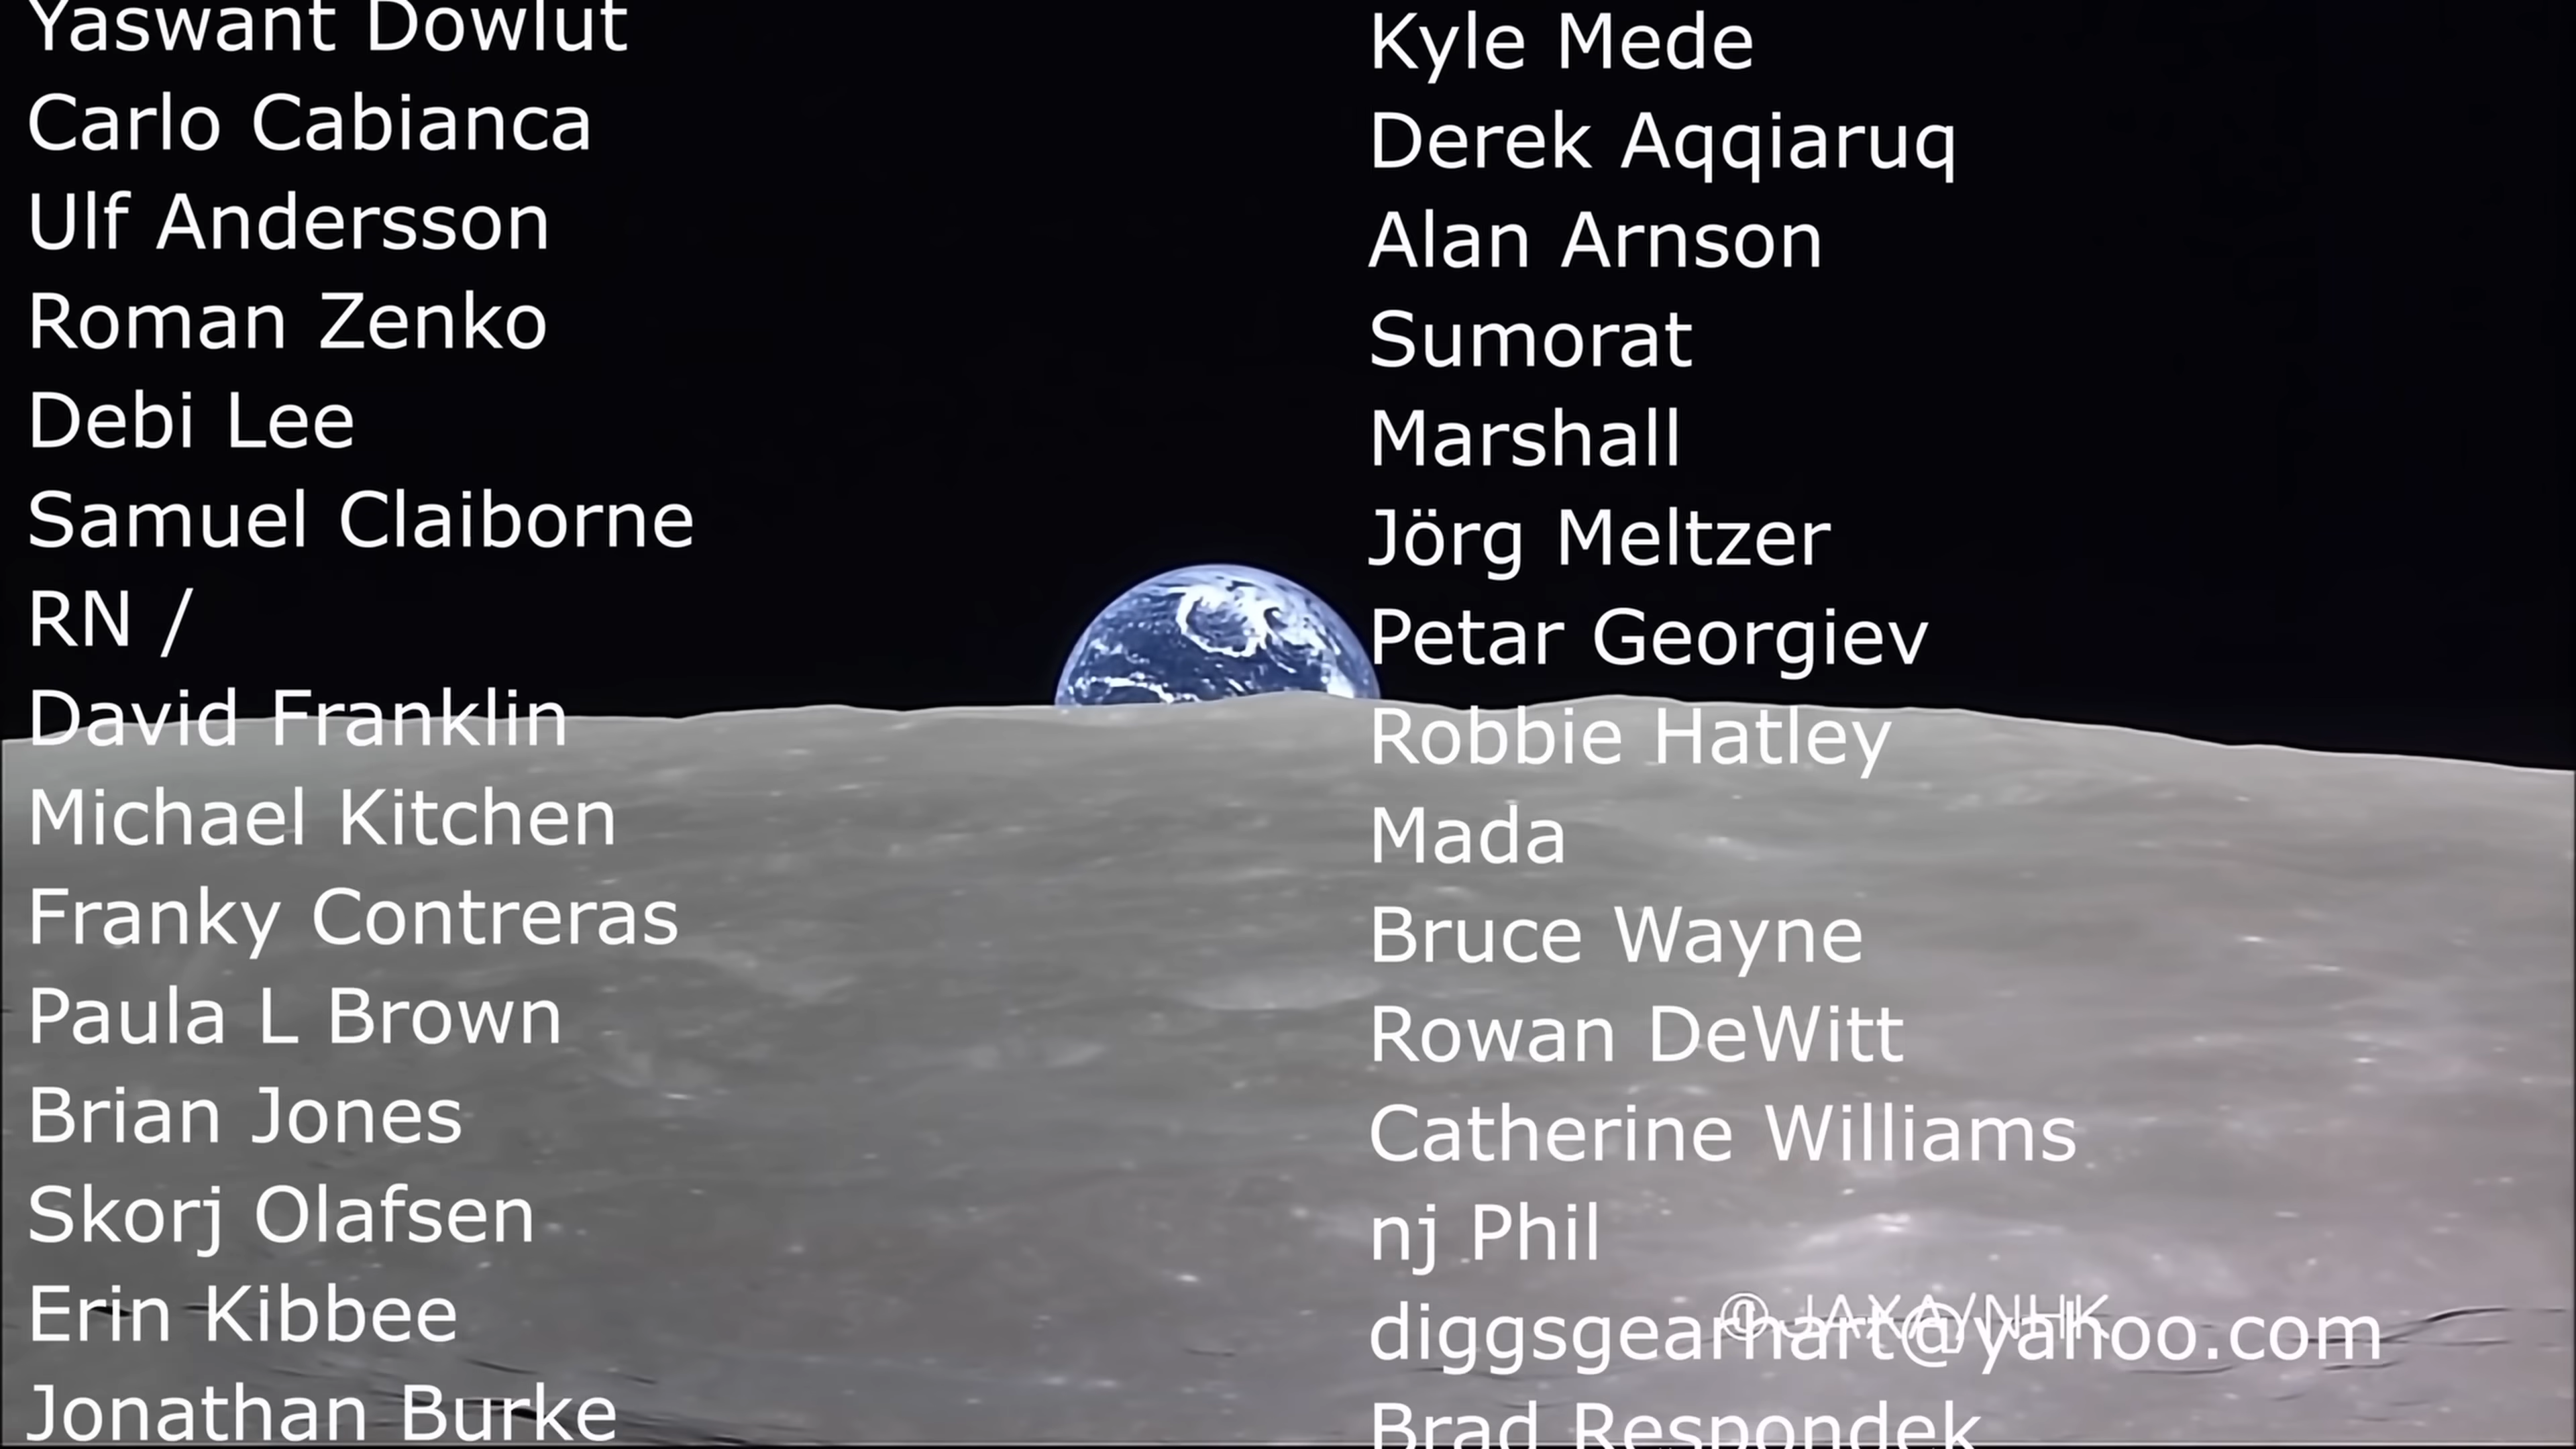 Yaswant Dowlut
Carlo Cabianca
Ulf Andersson
Roman Zenko
Debi Lee
Samuel Claiborne
RN /
David Franklin
Michael Kitchen
Franky Contreras
Paula L Brown
Brian Jones
Skorj Olafsen
Erin Kibbee
Jonathan Burke
Kyle Mede
Derek Aqqiaruq
Alan Arnson
Sumorat
Marshall
Jörg Meltzer
Petar Georgiev
Robbie Hatley
Mada
Bruce Wayne
Rowan DeWitt
Catherine Williams
nj Phil
©JAXA/NHK
diggsgearhart@yahoo.com
Brad Respondek